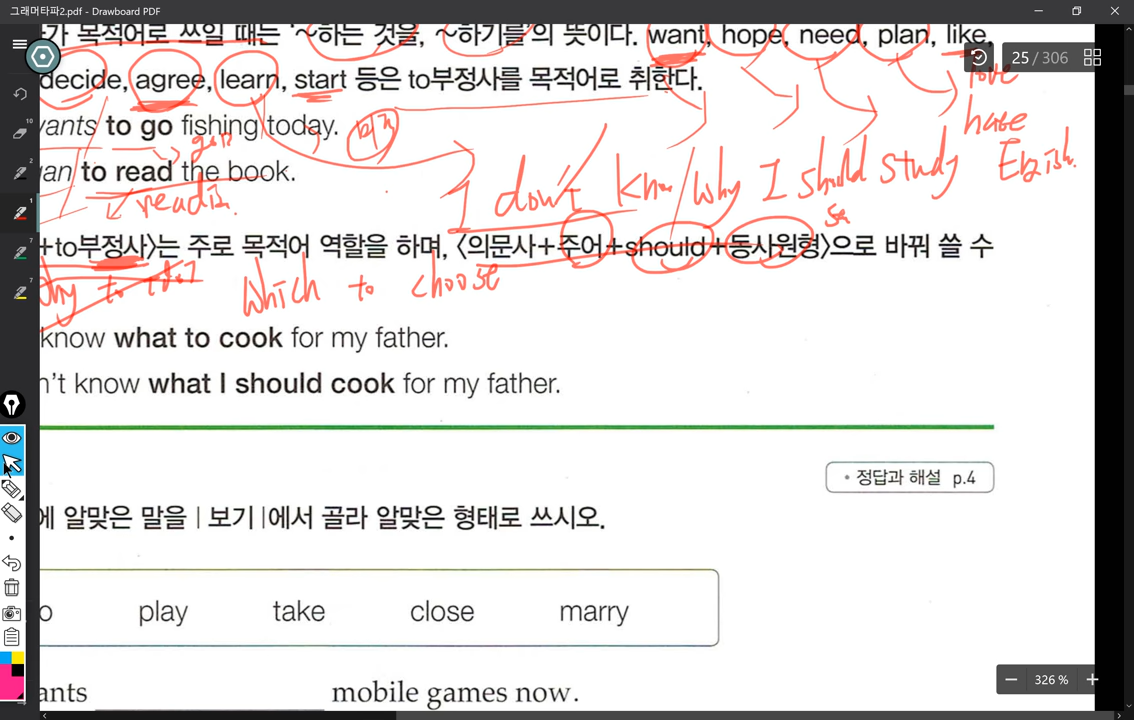 그래머타파2.pdf - Drawboard PDF
가 목적어로 쓰일 때는 '~하는 것을, ~하기를'의 뜻이다. want, hope, need, plan, like,
25 / 306
decide, agree, learn, start 등은 to부정사를 목적어로 취한다.
love
hate
wants to go fishing today.
to read the book.
reading
I don't know why I should study English.
+to부정사>는 주로 목적어 역할을 하며, <의문사+주어+should+동사원형>으로 바꿔 쓸 수
Which to choose
know what to cook for my father.
n't know what I should cook for my father.
• 정답과 해설 p.4
에 알맞은 말을 | 보기 |에서 골라 알맞은 형태로 쓰시오.
o play take close marry
326 %
ants ____________ mobile games now.